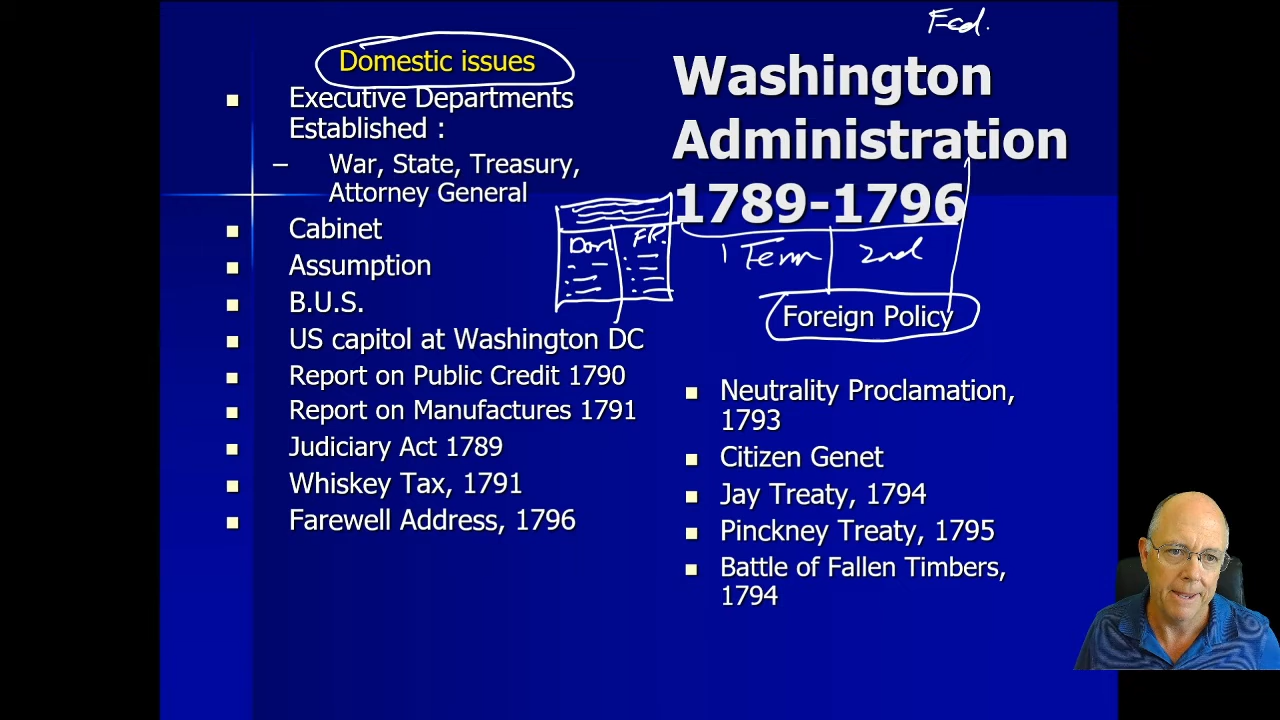 Fed.
Domestic issues
Executive Departments
Established :
– War, State, Treasury,
Attorney General
Cabinet
Assumption
B.U.S.
US capitol at Washington DC
Report on Public Credit 1790
Report on Manufactures 1791
Judiciary Act 1789
Whiskey Tax, 1791
Farewell Address, 1796
Washington
Administration
1789-1796
Dom F.P.
1 Term 2nd
Foreign Policy
Neutrality Proclamation,
1793
Citizen Genet
Jay Treaty, 1794
Pinckney Treaty, 1795
Battle of Fallen Timbers,
1794